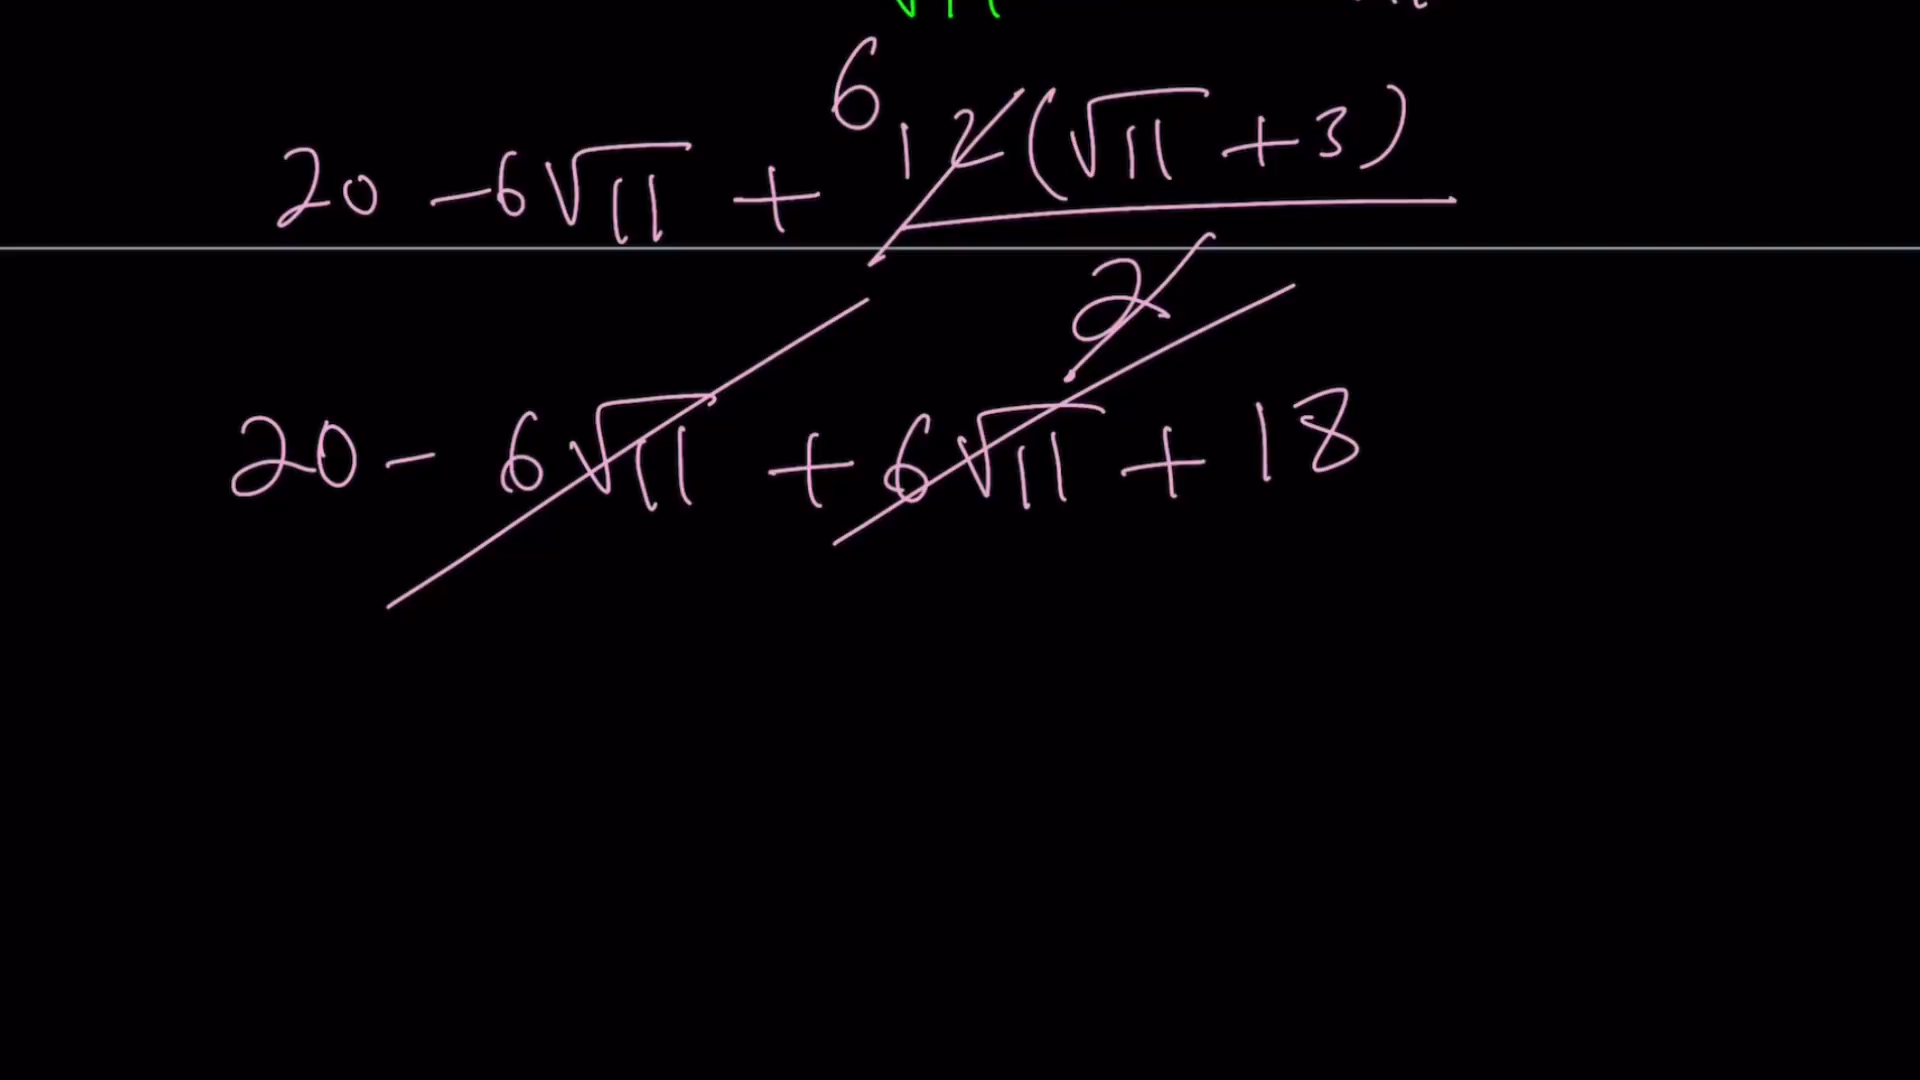 20 - 6√11 + 6 12(√11 + 3)
2
20 - 6√11 + 6√11 + 18